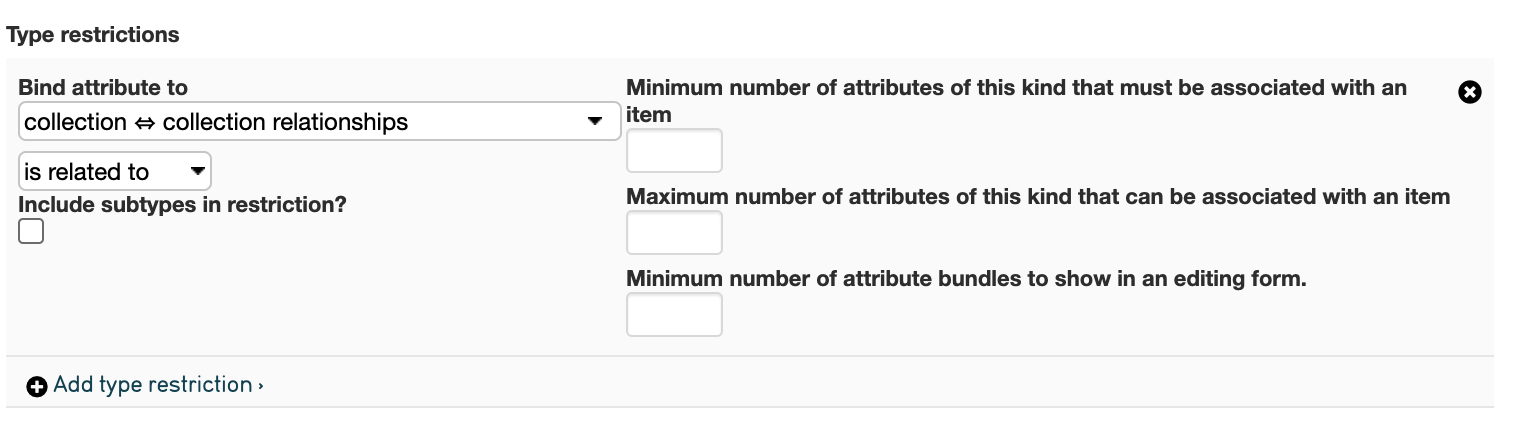 Type restrictions
Bind attribute to
collection ⇔ collection relationships
is related to
Include subtypes in restriction?
Minimum number of attributes of this kind that must be associated with an
item
Maximum number of attributes of this kind that can be associated with an item
Minimum number of attribute bundles to show in an editing form.
Add type restriction ›